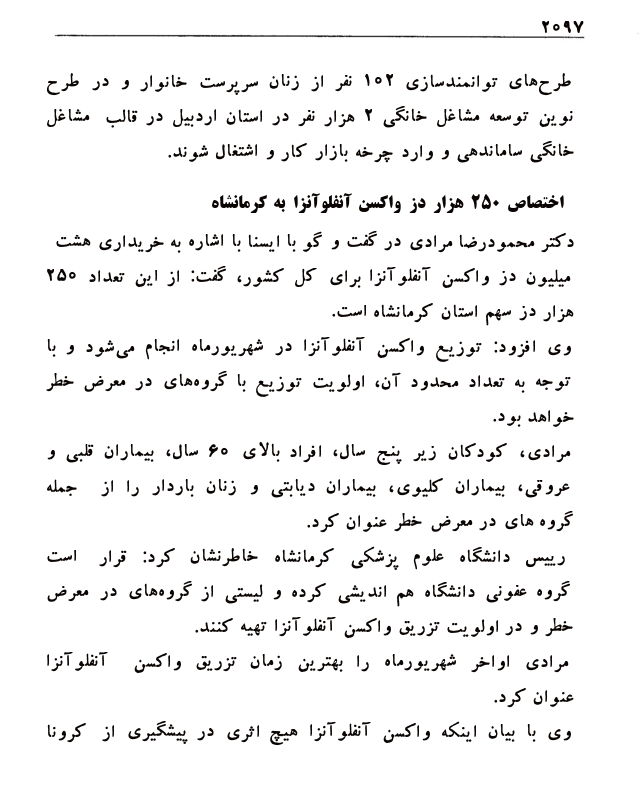 ۲۰۹۷
طرح‌های توانمندسازی ۱۰۲ نفر از زنان سرپرست خانوار و در طرح
نوین توسعه مشاغل خانگی ۲ هزار نفر در استان اردبیل در قالب مشاغل
خانگی ساماندهی و وارد چرخه بازار کار و اشتغال شوند.
اختصاص ۲۵۰ هزار دز واکسن آنفلوآنزا به کرمانشاه
دکتر محمودرضا مرادی در گفت و گو با ایسنا با اشاره به خریداری هشت
میلیون دز واکسن آنفلوآنزا برای کل کشور، گفت: از این تعداد ۲۵۰
هزار دز سهم استان کرمانشاه است.
وی افزود: توزیع واکسن آنفلوآنزا در شهریورماه انجام می‌شود و با
توجه به تعداد محدود آن، اولویت توزیع با گروه‌های در معرض خطر
خواهد بود.
مرادی، کودکان زیر پنج سال، افراد بالای ۶۰ سال، بیماران قلبی و
عروقی، بیماران کلیوی، بیماران دیابتی و زنان باردار را از جمله
گروه های در معرض خطر عنوان کرد.
رییس دانشگاه علوم پزشکی کرمانشاه خاطرنشان کرد: قرار است
گروه عفونی دانشگاه هم اندیشی کرده و لیستی از گروه‌های در معرض
خطر و در اولویت تزریق واکسن آنفلوآنزا تهیه کنند.
مرادی اواخر شهریورماه را بهترین زمان تزریق واکسن آنفلوآنزا
عنوان کرد.
وی با بیان اینکه واکسن آنفلوآنزا هیچ اثری در پیشگیری از کرونا